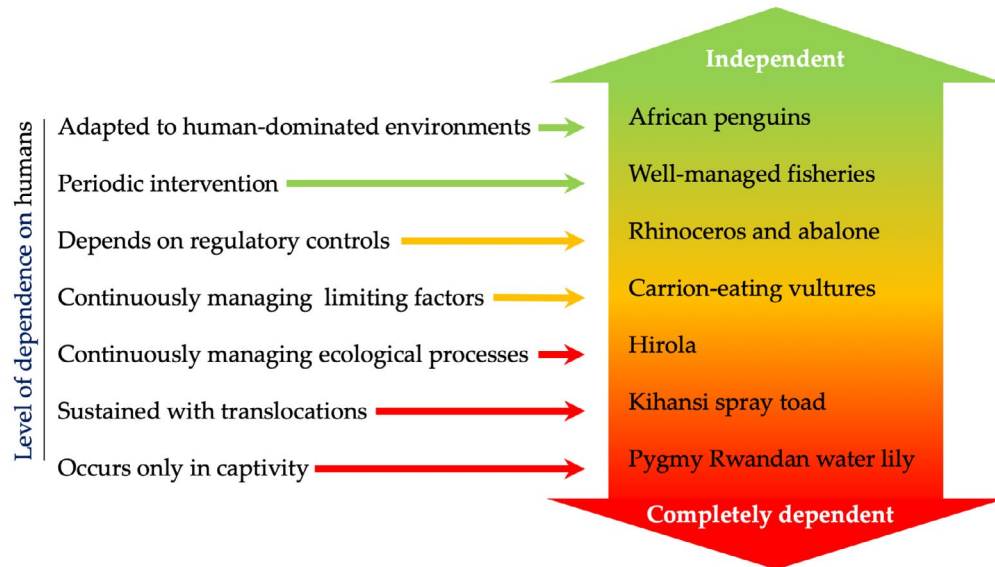 Level of dependence on humans
Independent
Adapted to human-dominated environments
African penguins
Periodic intervention
Well-managed fisheries
Depends on regulatory controls
Rhinoceros and abalone
Continuously managing limiting factors
Carrion-eating vultures
Continuously managing ecological processes
Hirola
Sustained with translocations
Kihansi spray toad
Occurs only in captivity
Pygmy Rwandan water lily
Completely dependent